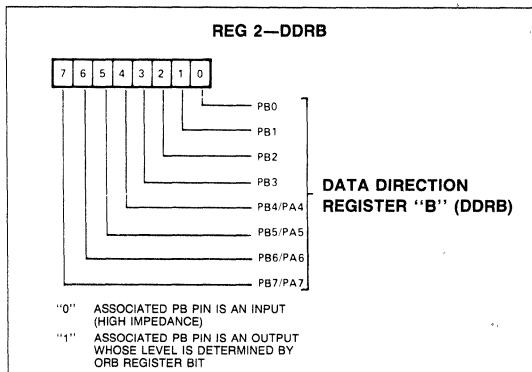 REG 2—DDRB
7 6 5 4 3 2 1 0
PB0
PB1
PB2
PB3
PB4/PA4
PB5/PA5
PB6/PA6
PB7/PA7
DATA DIRECTION
REGISTER "B" (DDRB)
"0" ASSOCIATED PB PIN IS AN INPUT
(HIGH IMPEDANCE)
"1" ASSOCIATED PB PIN IS AN OUTPUT
WHOSE LEVEL IS DETERMINED BY
ORB REGISTER BIT